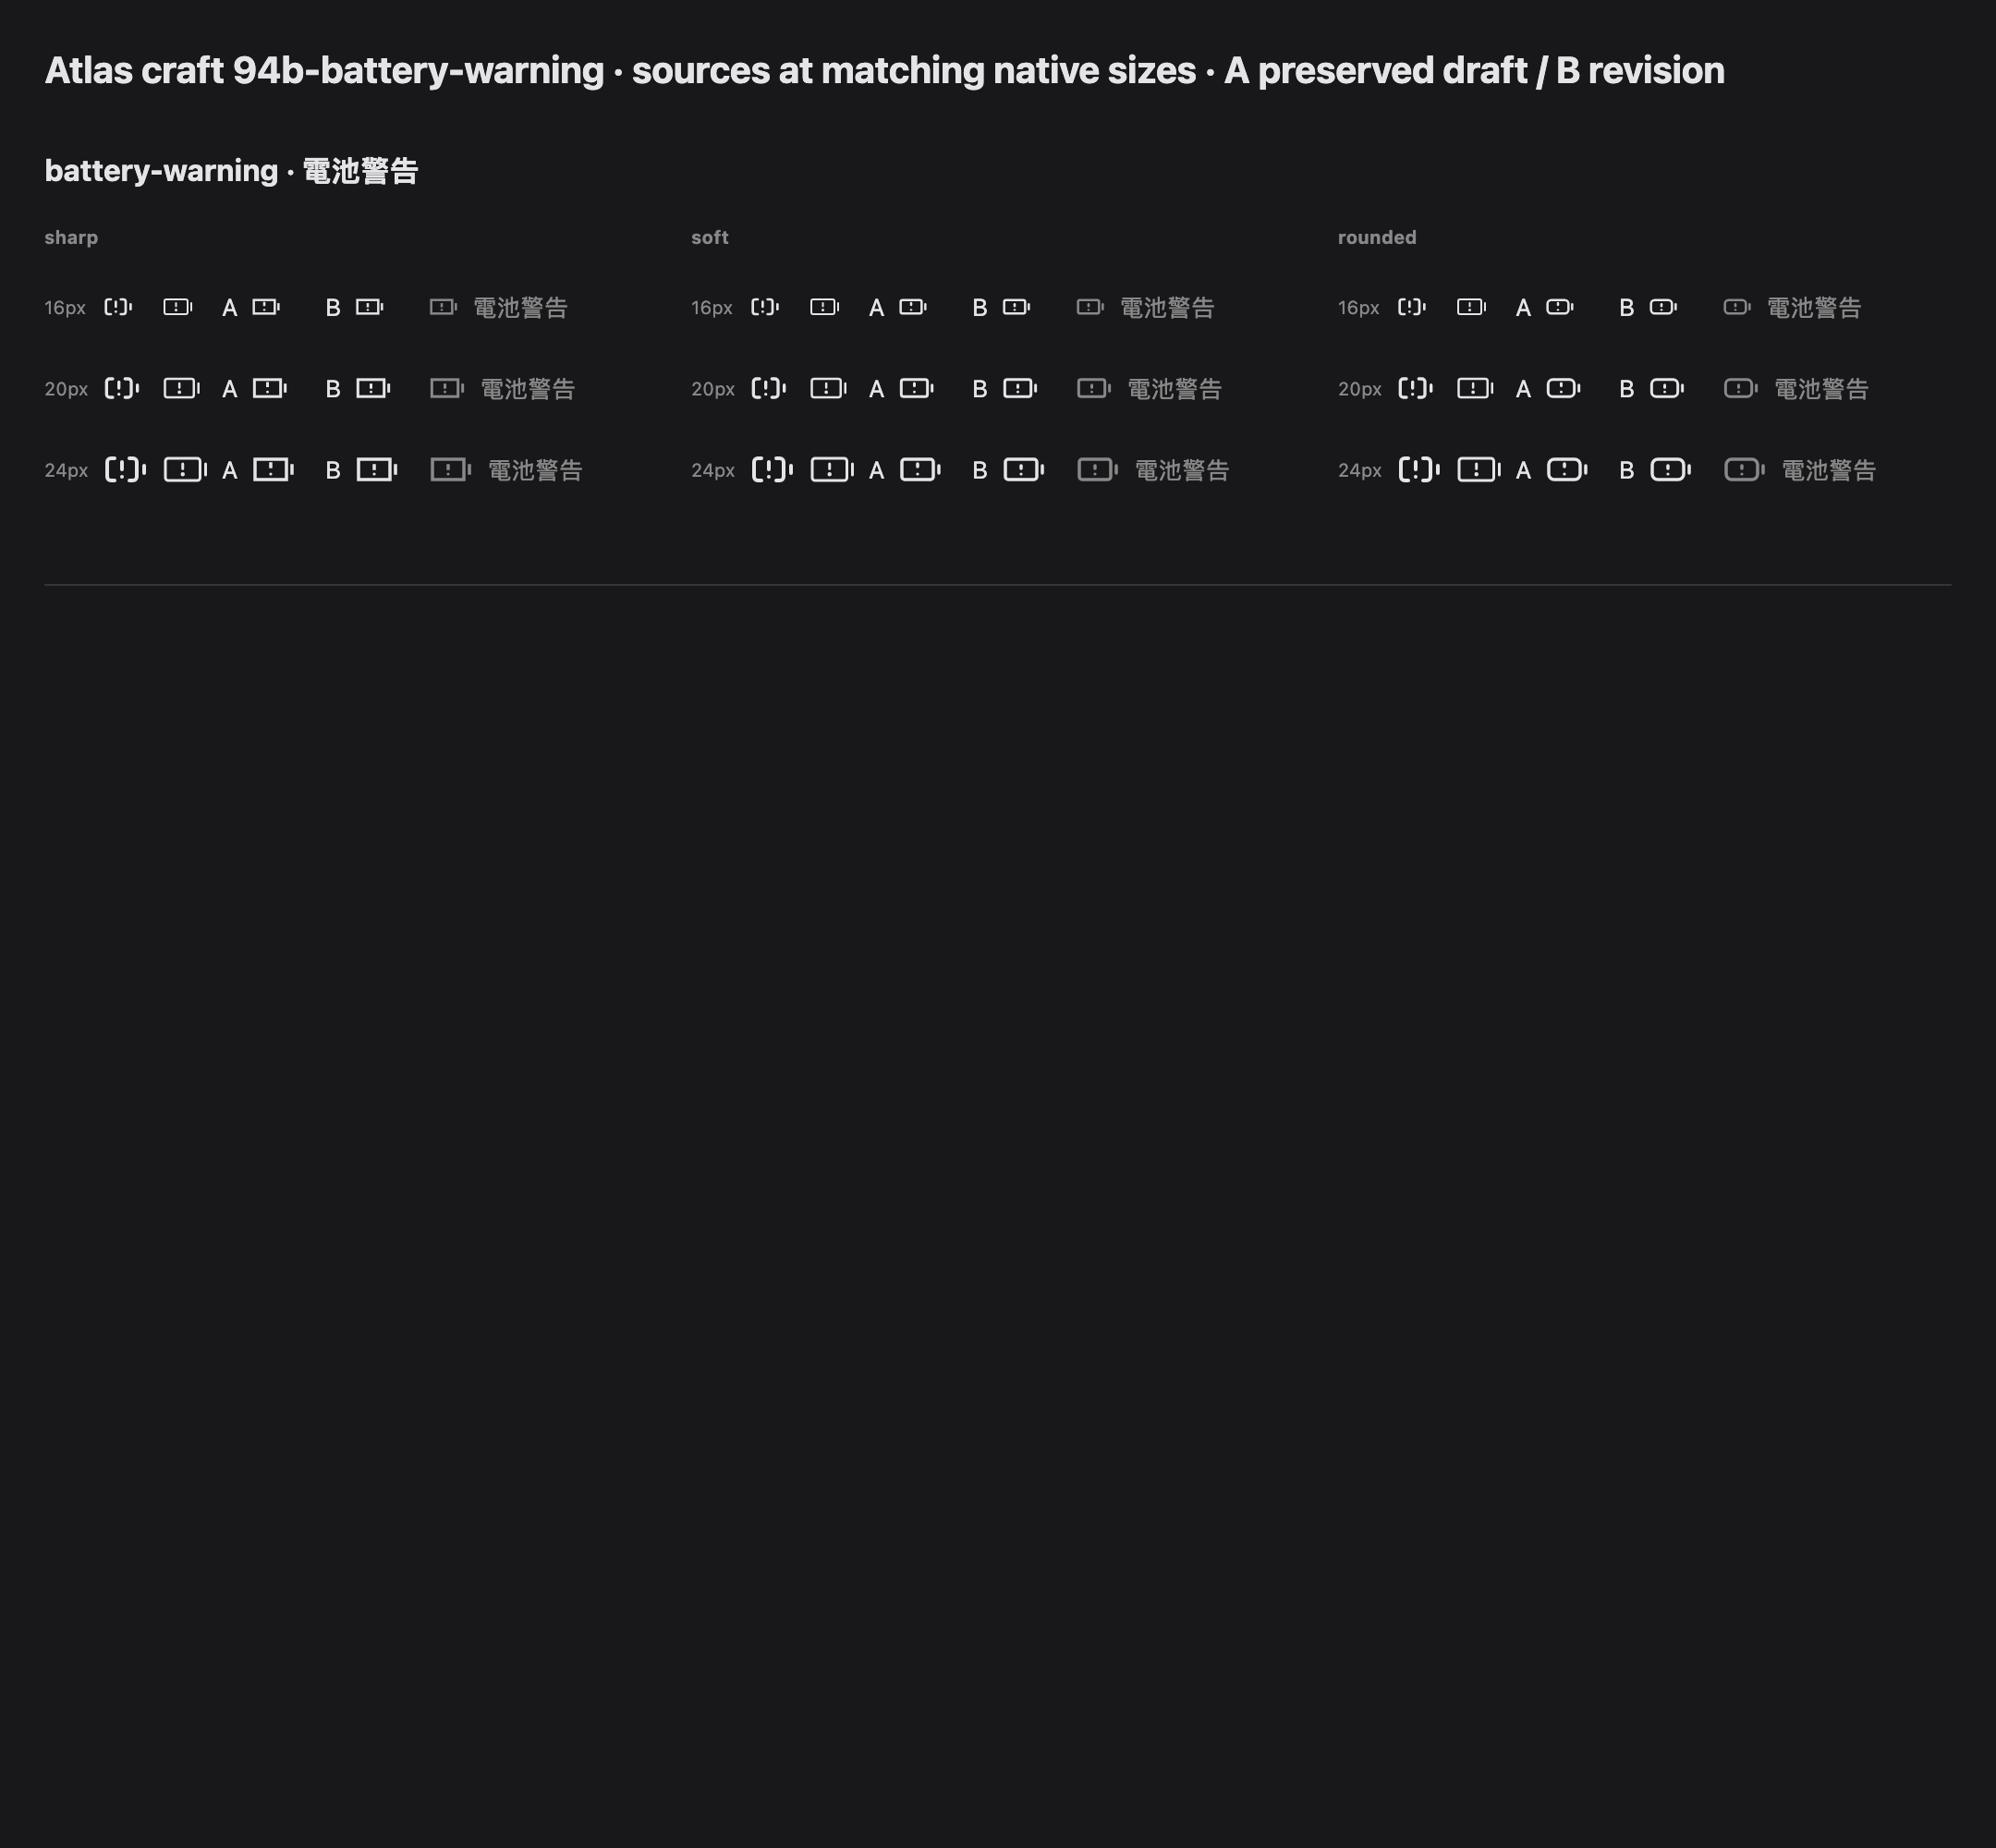 Atlas craft 94b-battery-warning · sources at matching native sizes · A preserved draft / B revision
battery-warning · 電池警告
sharp soft rounded
16px A B 電池警告 16px A B 電池警告 16px A B 電池警告
20px A B 電池警告 20px A B 電池警告 20px A B 電池警告
24px A B 電池警告 24px A B 電池警告 24px A B 電池警告